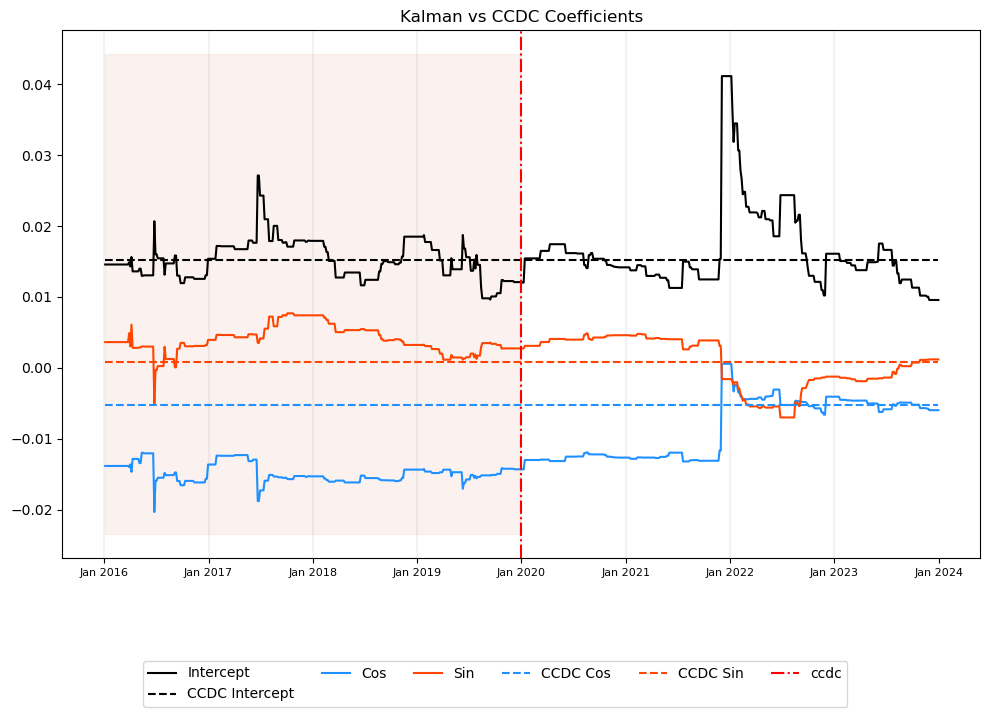 Kalman vs CCDC Coefficients
0.04
0.03
0.02
0.01
0.00
−0.01
−0.02
Jan 2016 Jan 2017 Jan 2018 Jan 2019 Jan 2020 Jan 2021 Jan 2022 Jan 2023 Jan 2024
Intercept Cos Sin CCDC Cos CCDC Sin ccdc
CCDC Intercept